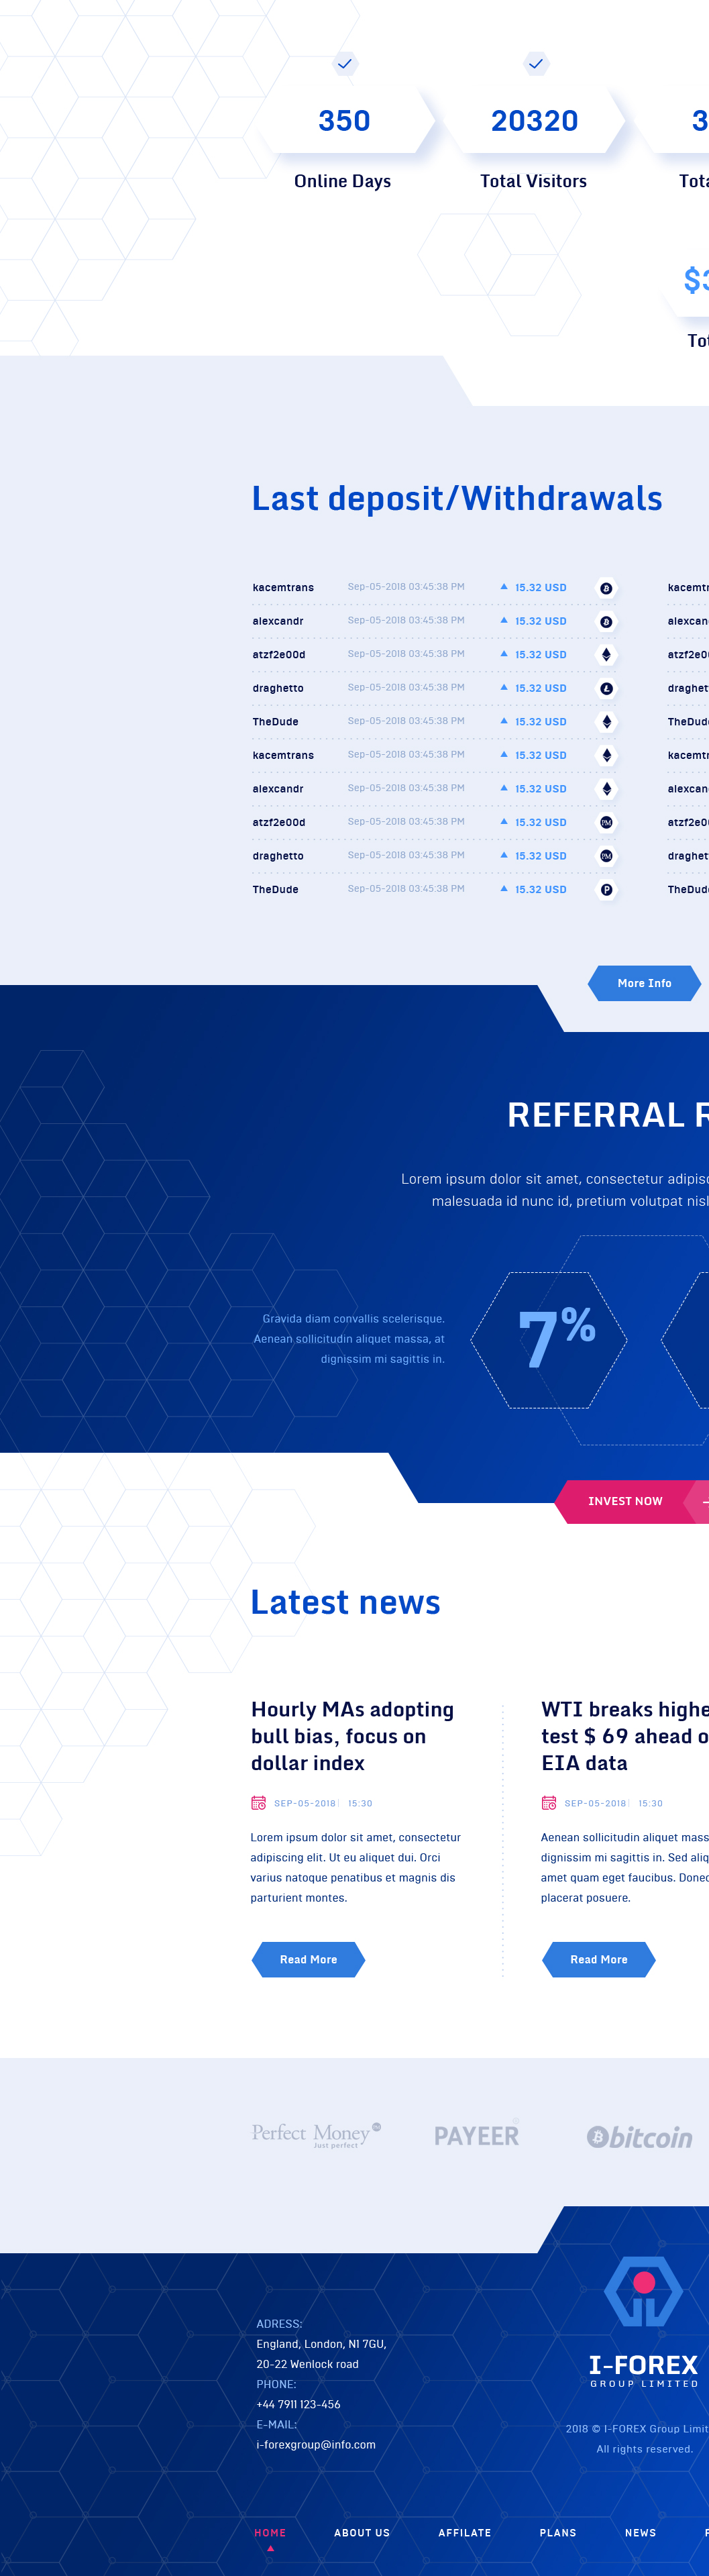 350
20320
3
Online Days
Total Visitors
Tota
$3
Tot
Last deposit/Withdrawals
kacemtrans Sep-05-2018 03:45:38 PM 15.32 USD kacemtr
alexcandr Sep-05-2018 03:45:38 PM 15.32 USD alexcan
atzf2e00d Sep-05-2018 03:45:38 PM 15.32 USD atzf2e0
draghetto Sep-05-2018 03:45:38 PM 15.32 USD draghet
TheDude Sep-05-2018 03:45:38 PM 15.32 USD TheDude
kacemtrans Sep-05-2018 03:45:38 PM 15.32 USD kacemtr
alexcandr Sep-05-2018 03:45:38 PM 15.32 USD alexcan
atzf2e00d Sep-05-2018 03:45:38 PM 15.32 USD atzf2e0
draghetto Sep-05-2018 03:45:38 PM 15.32 USD draghet
TheDude Sep-05-2018 03:45:38 PM 15.32 USD TheDude
More Info
REFERRAL R
Lorem ipsum dolor sit amet, consectetur adipisc
malesuada id nunc id, pretium volutpat nisl
Gravida diam convallis scelerisque.
Aenean sollicitudin aliquet massa, at
dignissim mi sagittis in.
7%
INVEST NOW
Latest news
Hourly MAs adopting
bull bias, focus on
dollar index
SEP-05-2018 15:30
Lorem ipsum dolor sit amet, consectetur
adipiscing elit. Ut eu aliquet dui. Orci
varius natoque penatibus et magnis dis
parturient montes.
Read More
WTI breaks highe
test $ 69 ahead o
EIA data
SEP-05-2018 15:30
Aenean sollicitudin aliquet mass
dignissim mi sagittis in. Sed aliq
amet quam eget faucibus. Donec
placerat posuere.
Read More
Perfect Money
Just perfect
PAYEER
bitcoin
ADRESS:
England, London, N1 7GU,
20-22 Wenlock road
PHONE:
+44 7911 123-456
E-MAIL:
i-forexgroup@info.com
I-FOREX
GROUP LIMITED
2018 © I-FOREX Group Limit
All rights reserved.
HOME ABOUT US AFFILATE PLANS NEWS F